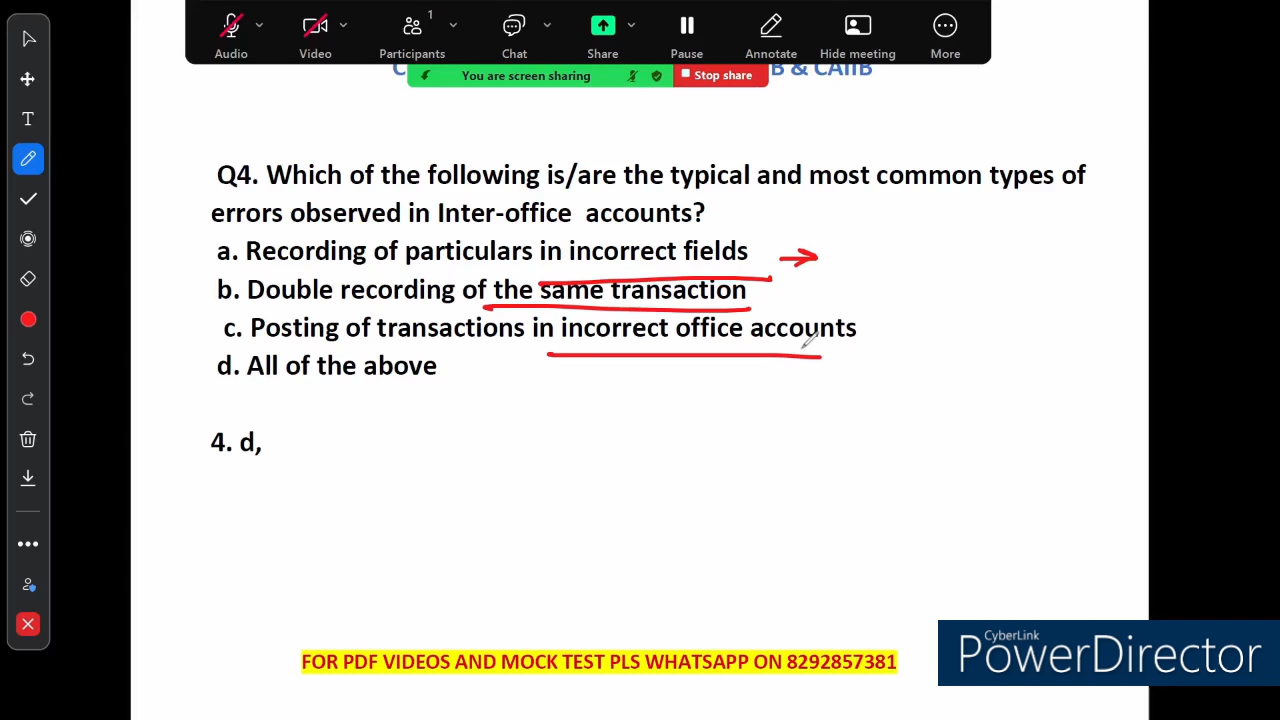 1
Audio Video Participants Chat Share Pause Annotate Hide meeting More
B & CAIIB
You are screen sharing Stop share
Q4. Which of the following is/are the typical and most common types of
errors observed in Inter-office accounts?
a. Recording of particulars in incorrect fields
b. Double recording of the same transaction
c. Posting of transactions in incorrect office accounts
d. All of the above
4. d,
CyberLink
PowerDirector
FOR PDF VIDEOS AND MOCK TEST PLS WHATSAPP ON 8292857381